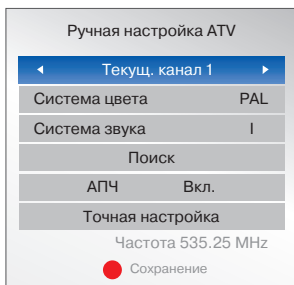 Ручная настройка ATV
Текущ. канал 1
Система цвета PAL
Система звука I
Поиск
АПЧ Вкл.
Точная настройка
Частота 535.25 MHz
Сохранение